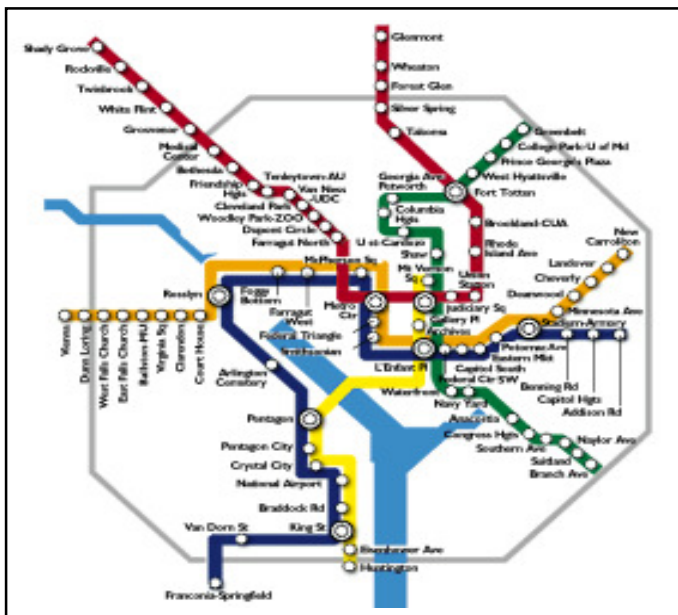 Glenmont
Shady Grove
Wheaton
Rockville
Forest Glen
Twinbrook
Silver Spring
White Flint
Takoma
Grosvenor
Greenbelt
College Park-U of Md
Medical
Center
Prince Georges Plaza
Bethesda
Tenleytown-AU
Georgia Ave
Petworth
West Hyattsville
Friendship
Hgts
Van Ness
-UDC
Fort Totten
Cleveland Park
Columbia
Hgts
Woodley Park-ZOO
Brookland-CUA
Dupont Circle
U st-Cardozo
New
Carrollton
Farragut North
Shaw
Rhode
Island Ave
Landover
McPherson Sq
Mt Vernon
Sq
Cheverly
Rosslyn
Foggy
Bottom
Union
Station
Deanwood
Farragut
West
Metro
Ctr
Judiciary Sq
Minnesota Ave
Gallery Pl
Stadium-Armory
Archives
Federal Triangle
Smithsonian
Potomac Ave
Eastern Mkt
Vienna
Dunn Loring
West Falls Church
East Falls Church
Ballston-MU
Virginia Sq
Clarendon
Court House
L'Enfant Pl
Capitol South
Federal Ctr SW
Benning Rd
Arlington
Cemetery
Waterfront
Capitol Hgts
Navy Yard
Addison Rd
Pentagon
Anacostia
Congress Hgts
Naylor Ave
Pentagon City
Southern Ave
Crystal City
Suitland
National Airport
Branch Ave
Braddock Rd
Van Dorn St
King St
Eisenhower Ave
Huntington
Franconia-Springfield